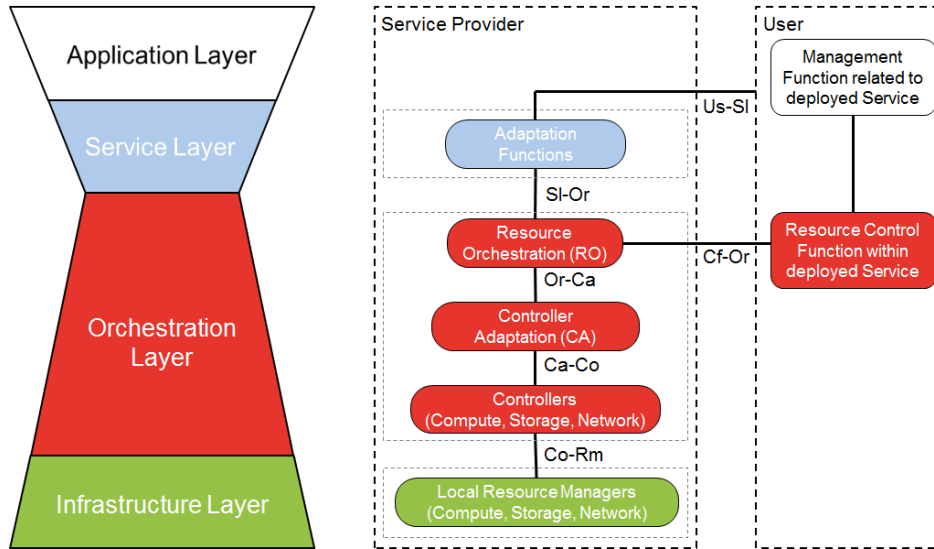 Application Layer
Service Layer
Orchestration
Layer
Infrastructure Layer
Service Provider
Adaptation
Functions
Sl-Or
Resource
Orchestration (RO)
Or-Ca
Controller
Adaptation (CA)
Ca-Co
Controllers
(Compute, Storage, Network)
Co-Rm
Local Resource Managers
(Compute, Storage, Network)
Us-Sl
Cf-Or
User
Management
Function related to
deployed Service
Resource Control
Function within
deployed Service